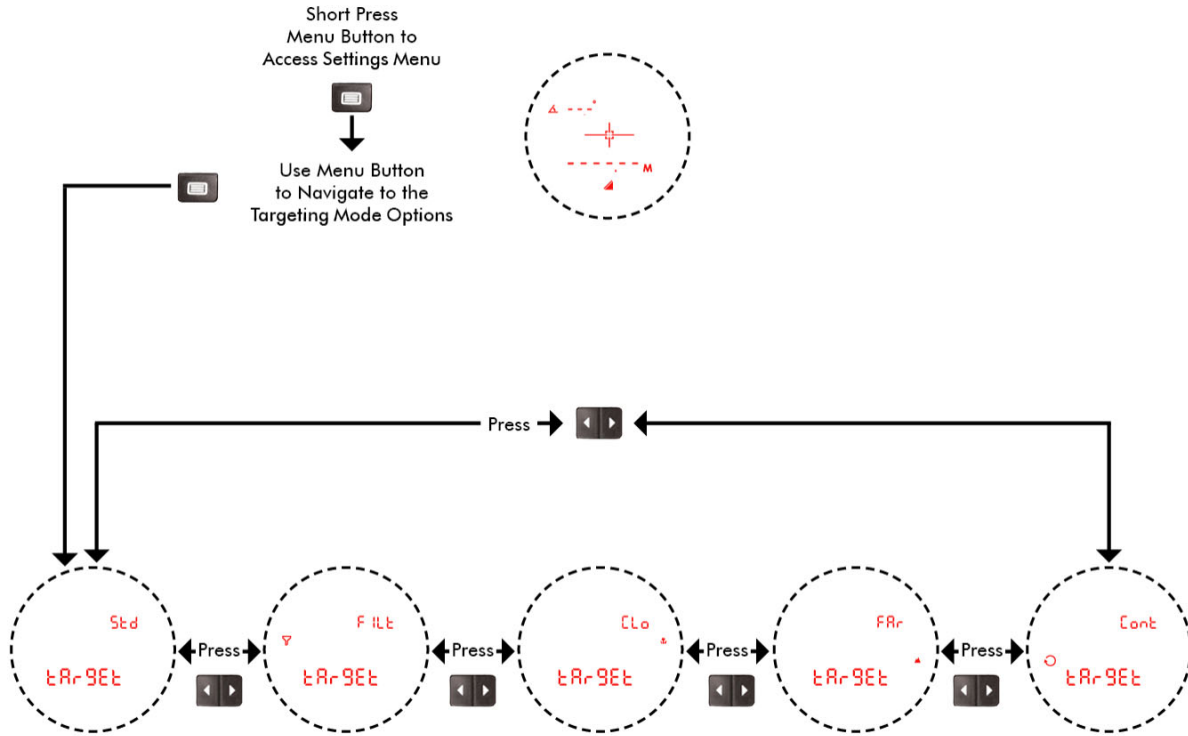 Short Press
Menu Button to
Access Settings Menu
M
Use Menu Button
to Navigate to the
Targeting Mode Options
Press
Std
FILt
CLo
FAr
Cont
Press
Press
Press
Press
tArgEt
tArgEt
tArgEt
tArgEt
tArgEt